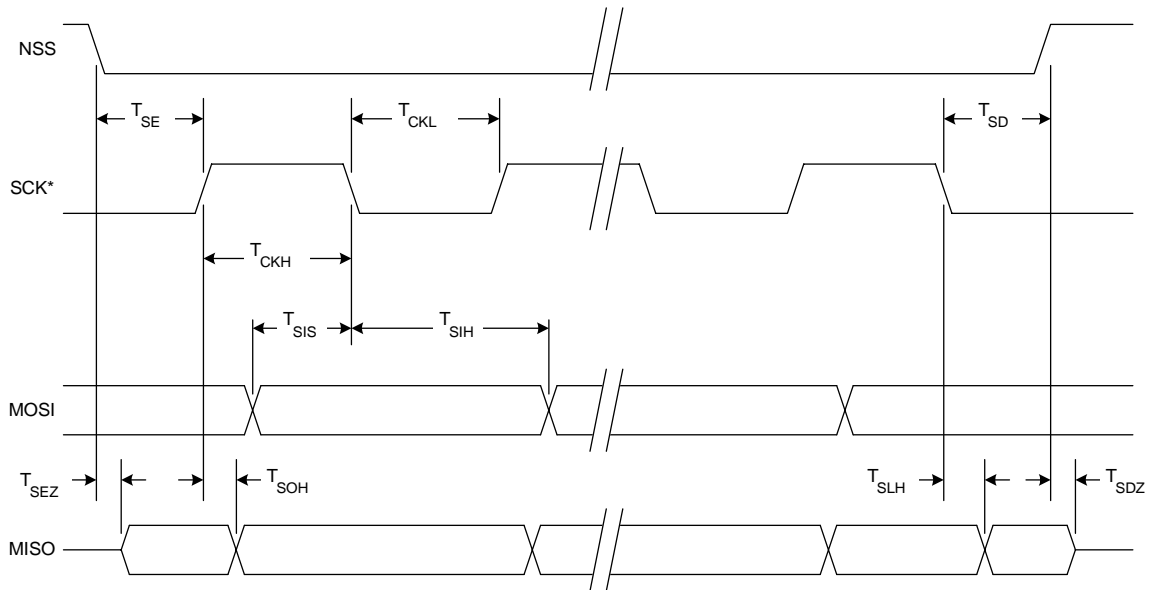 NSS
T_SE
T_CKL
T_SD
SCK*
T_CKH
T_SIS
T_SIH
MOSI
T_SEZ
T_SOH
T_SLH
T_SDZ
MISO